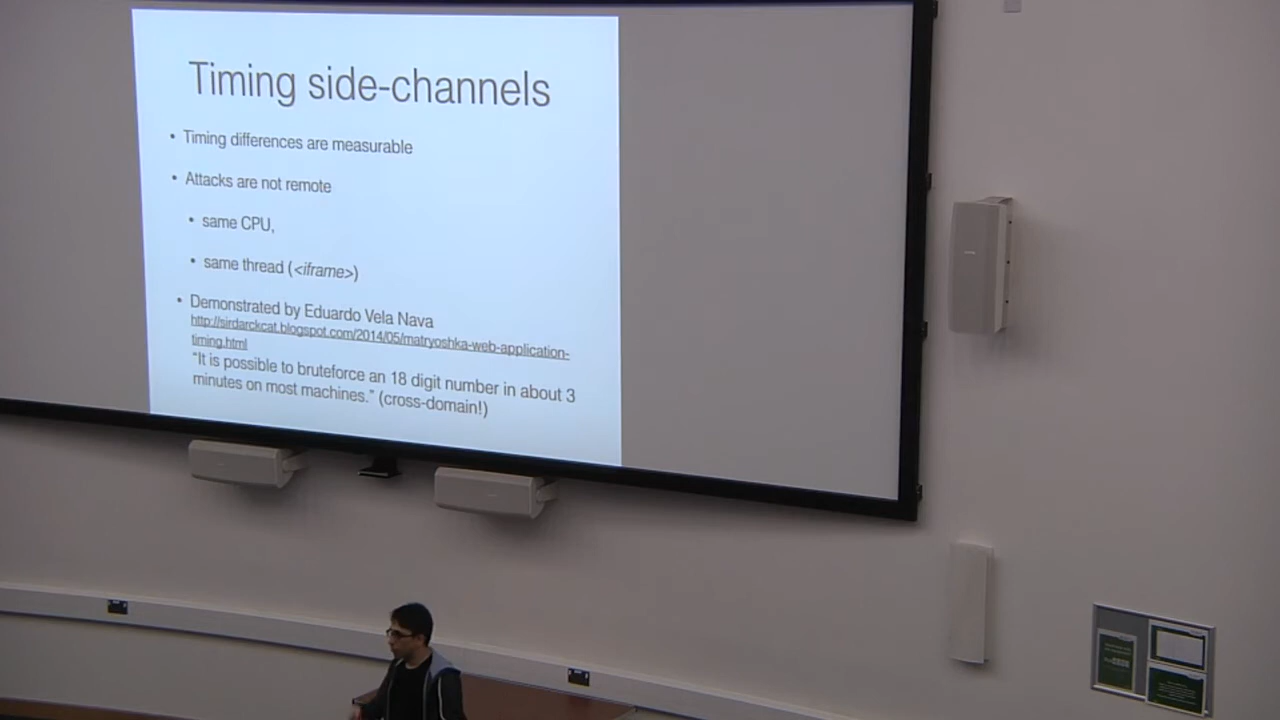 Timing side-channels
• Timing differences are measurable
• Attacks are not remote
• same CPU,
• same thread (<iframe>)
• Demonstrated by Eduardo Vela Nava
http://sirdarckcat.blogspot.com/2014/05/matryoshka-web-application-
timing.html
"It is possible to bruteforce an 18 digit number in about 3
minutes on most machines." (cross-domain!)